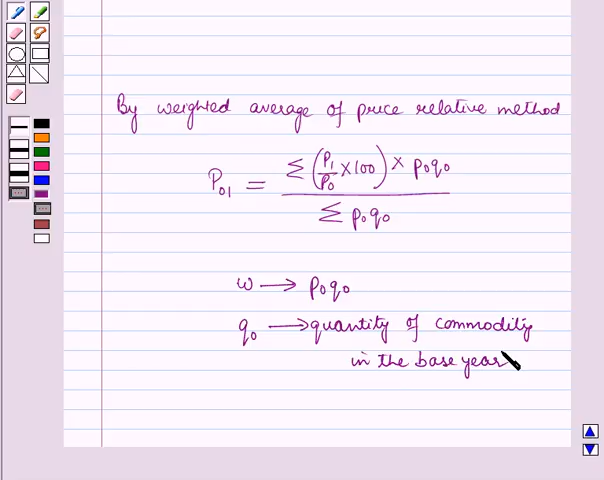 By weighted average of price relative method
P₀₁ = Σ (P₁/P₀ × 100) × p₀q₀ / Σ p₀q₀
w → p₀q₀
q₀ → quantity of commodity
in the base year